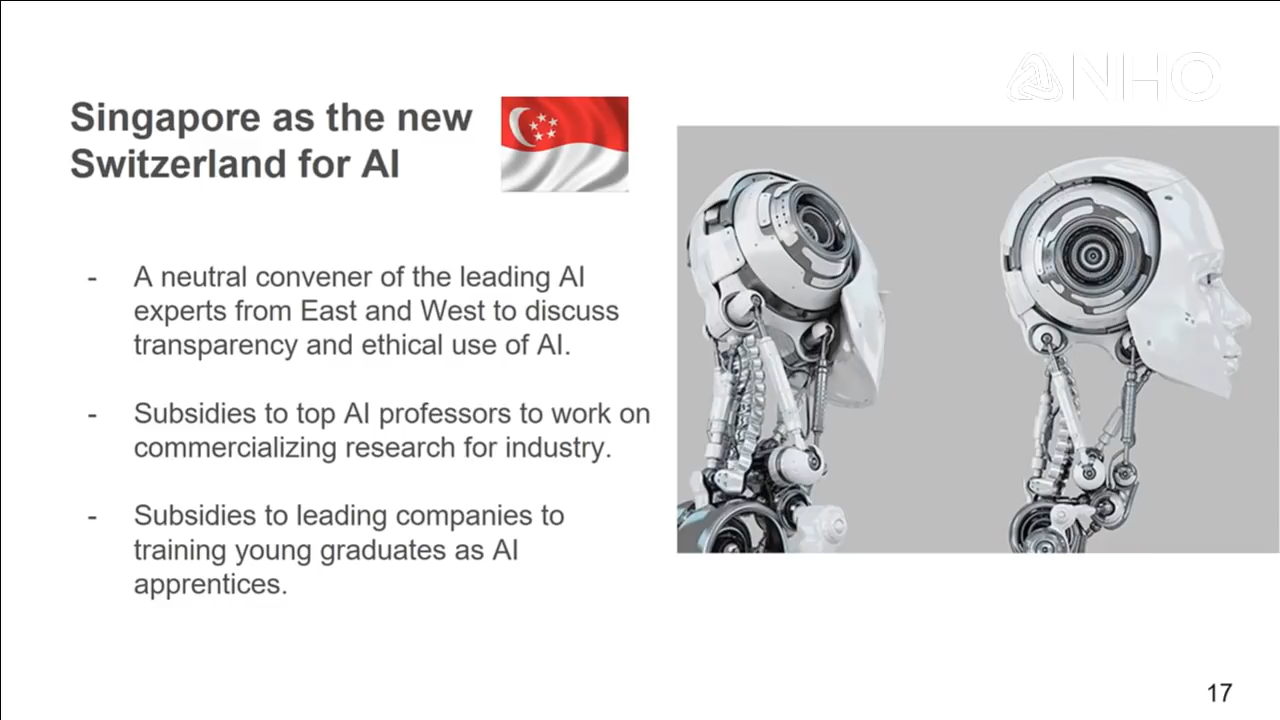 NHO
Singapore as the new
Switzerland for AI
- A neutral convener of the leading AI
experts from East and West to discuss
transparency and ethical use of AI.
- Subsidies to top AI professors to work on
commercializing research for industry.
- Subsidies to leading companies to
training young graduates as AI
apprentices.
17